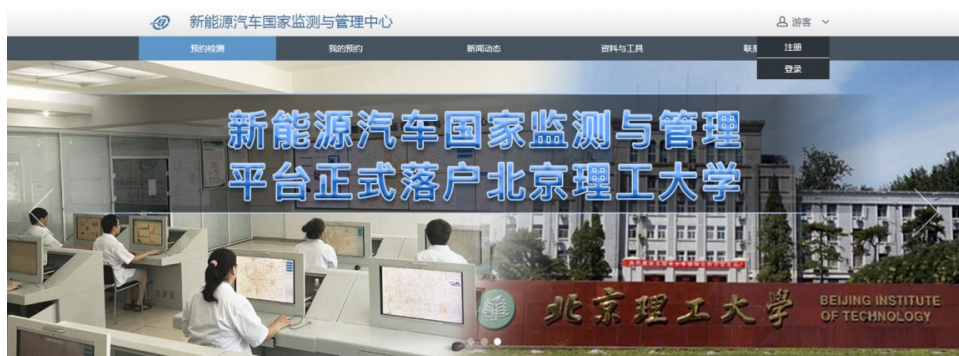 新能源汽车国家监测与管理中心
游客
预约检测
我的预约
新闻动态
资料与工具
注册
登录
新能源汽车国家监测与管理
平台正式落户北京理工大学
北京理工大学
BEIJING INSTITUTE
OF TECHNOLOGY